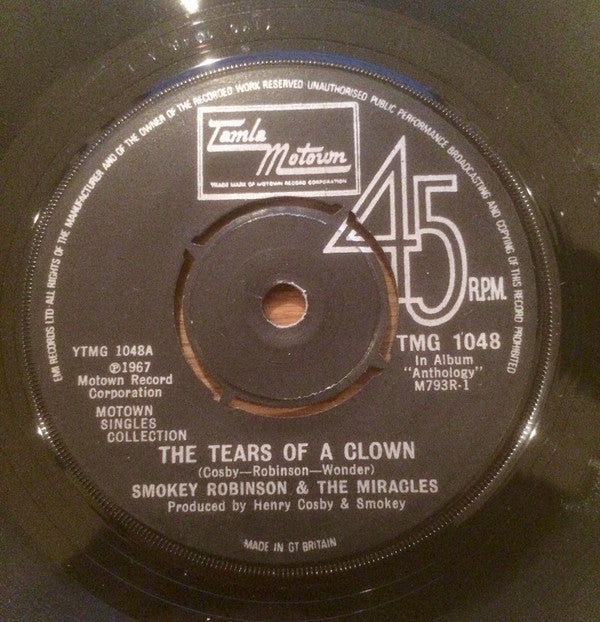 EMI RECORDS LTD·ALL RIGHTS OF THE MANUFACTURER AND OF THE OWNER OF THE RECORDED WORK RESERVED·UNAUTHORISED PUBLIC PERFORMANCE BROADCASTING AND COPYING OF THIS RECORD PROHIBITED
Tamla
Motown
TRADE MARK OF MOTOWN RECORD CORPORATION
45
R.P.M.
TMG 1048
In Album
"Anthology"
M793R-1
YTMG 1048A
℗1967
Motown Record
Corporation
MOTOWN
SINGLES
COLLECTION
THE TEARS OF A CLOWN
(Cosby—Robinson—Wonder)
SMOKEY ROBINSON & THE MIRACLES
Produced by Henry Cosby & Smokey
MADE IN GT BRITAIN